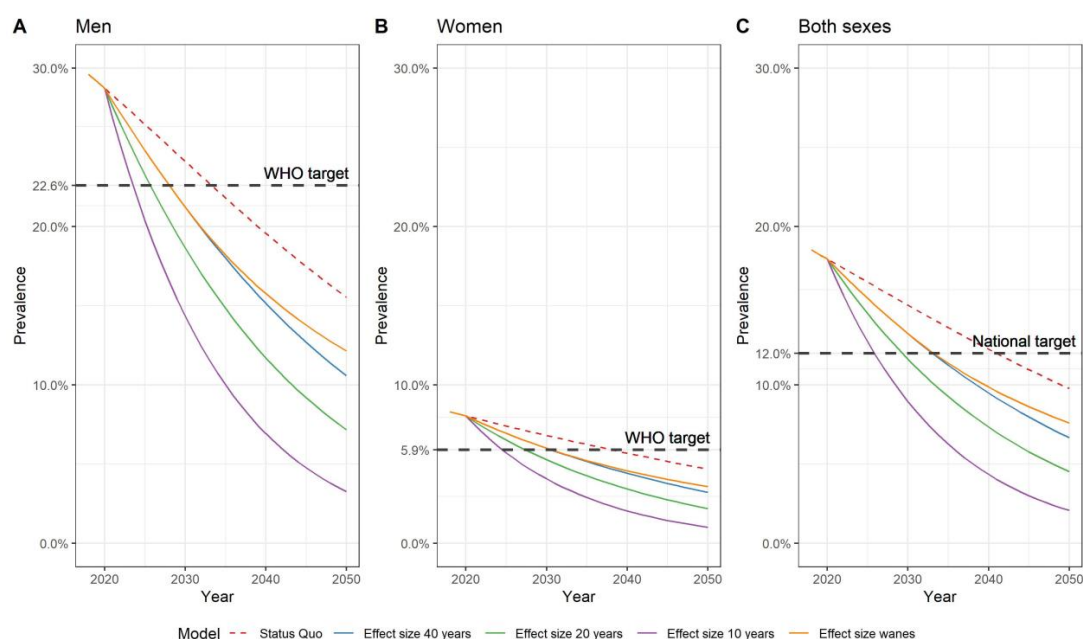 A Men
B Women
C Both sexes
Prevalence
30.0%
22.6%
20.0%
10.0%
0.0%
WHO target
2020 2030 2040 2050
Year
Prevalence
30.0%
20.0%
10.0%
5.9%
0.0%
WHO target
2020 2030 2040 2050
Year
Prevalence
30.0%
20.0%
12.0%
10.0%
0.0%
National target
2020 2030 2040 2050
Year
Model Status Quo Effect size 40 years Effect size 20 years Effect size 10 years Effect size wanes